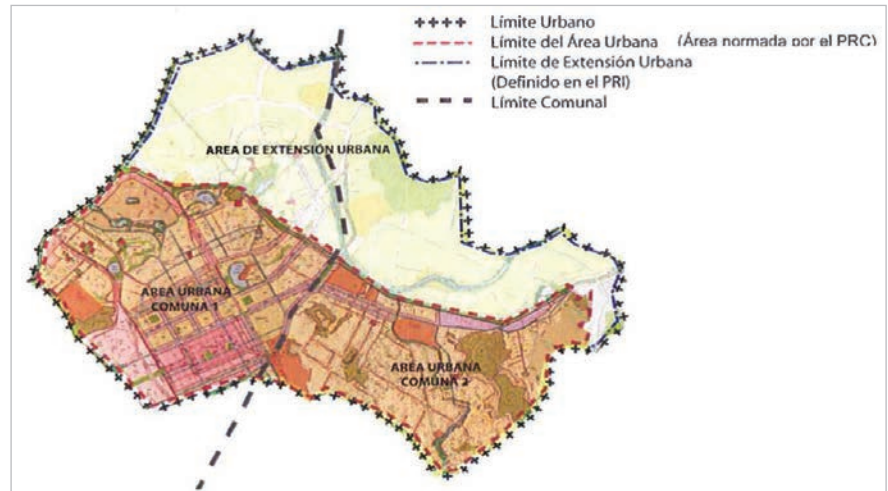 Límite Urbano
Límite del Área Urbana (Área normada por el PRC)
Límite de Extensión Urbana
(Definido en el PRI)
Límite Comunal
AREA DE EXTENSIÓN URBANA
AREA URBANA
COMUNA 1
AREA URBANA
COMUNA 2